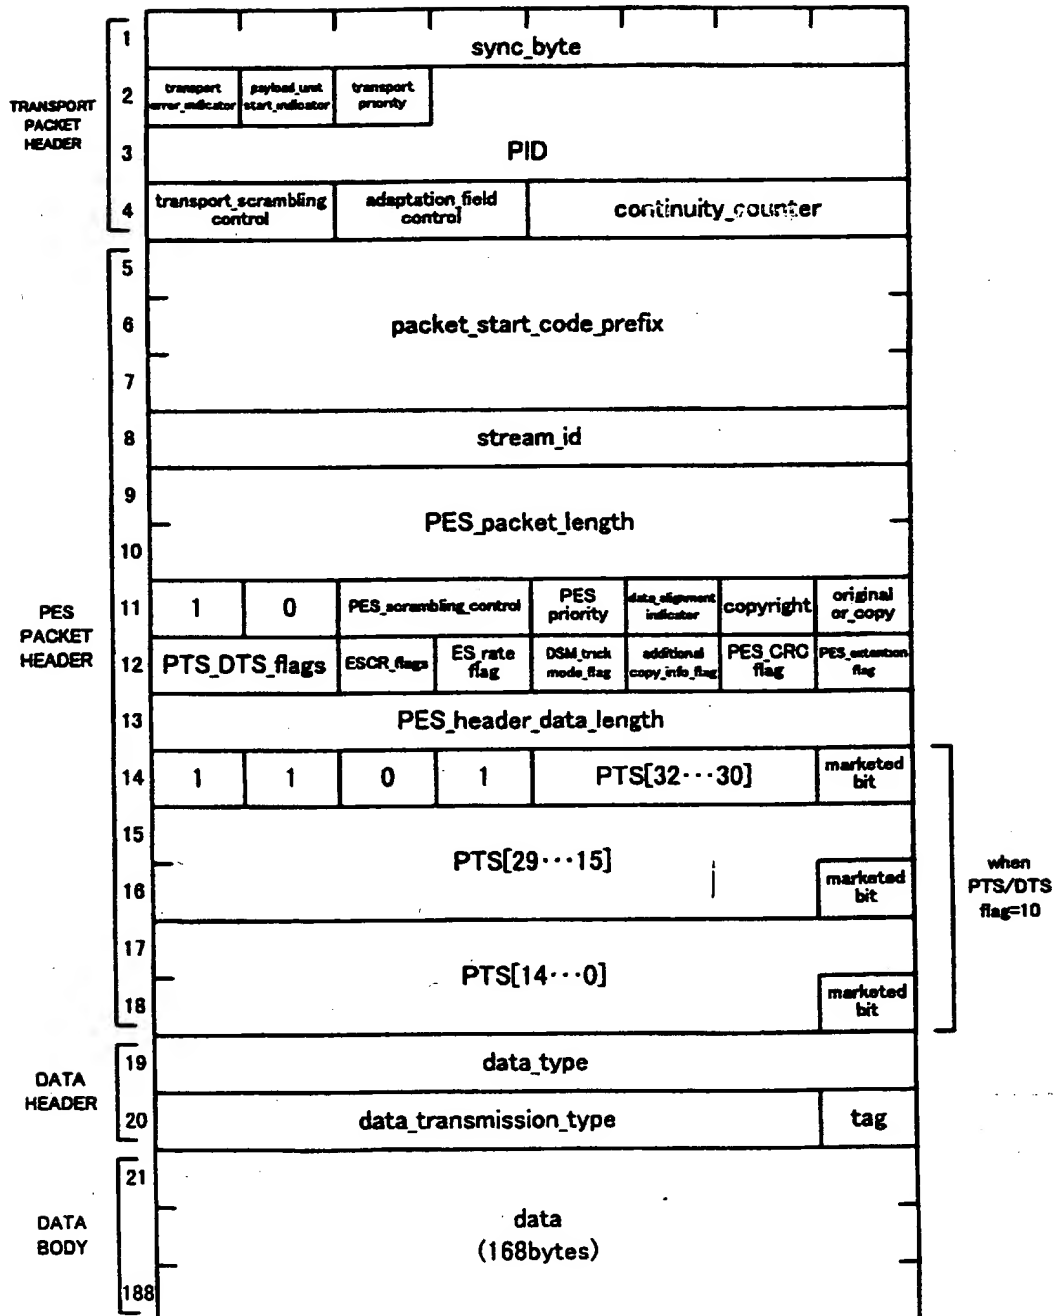 1
sync_byte
TRANSPORT
PACKET
HEADER
2
transport
error_indicator
payload_unit
start_indicator
transport
priority
3
PID
4
transport_scrambling
control
adaptation_field
control
continuity_counter
5
6
packet_start_code_prefix
7
8
stream_id
9
PES_packet_length
10
PES
PACKET
HEADER
11
1
0
PES_scrambling_control
PES
priority
data_alignment
indicator
copyright
original
or_copy
12
PTS_DTS_flags
ESCR_flags
ES_rate
flag
DSM_trick
mode_flag
additional
copy_info_flag
PES_CRC
flag
PES_extention
flag
13
PES_header_data_length
14
1
1
0
1
PTS[32···30]
marketed
bit
15
PTS[29···15]
16
marketed
bit
when
PTS/DTS
flag=10
17
PTS[14···0]
18
marketed
bit
DATA
HEADER
19
data_type
20
data_transmission_type
tag
DATA
BODY
21
data
(168bytes)
188